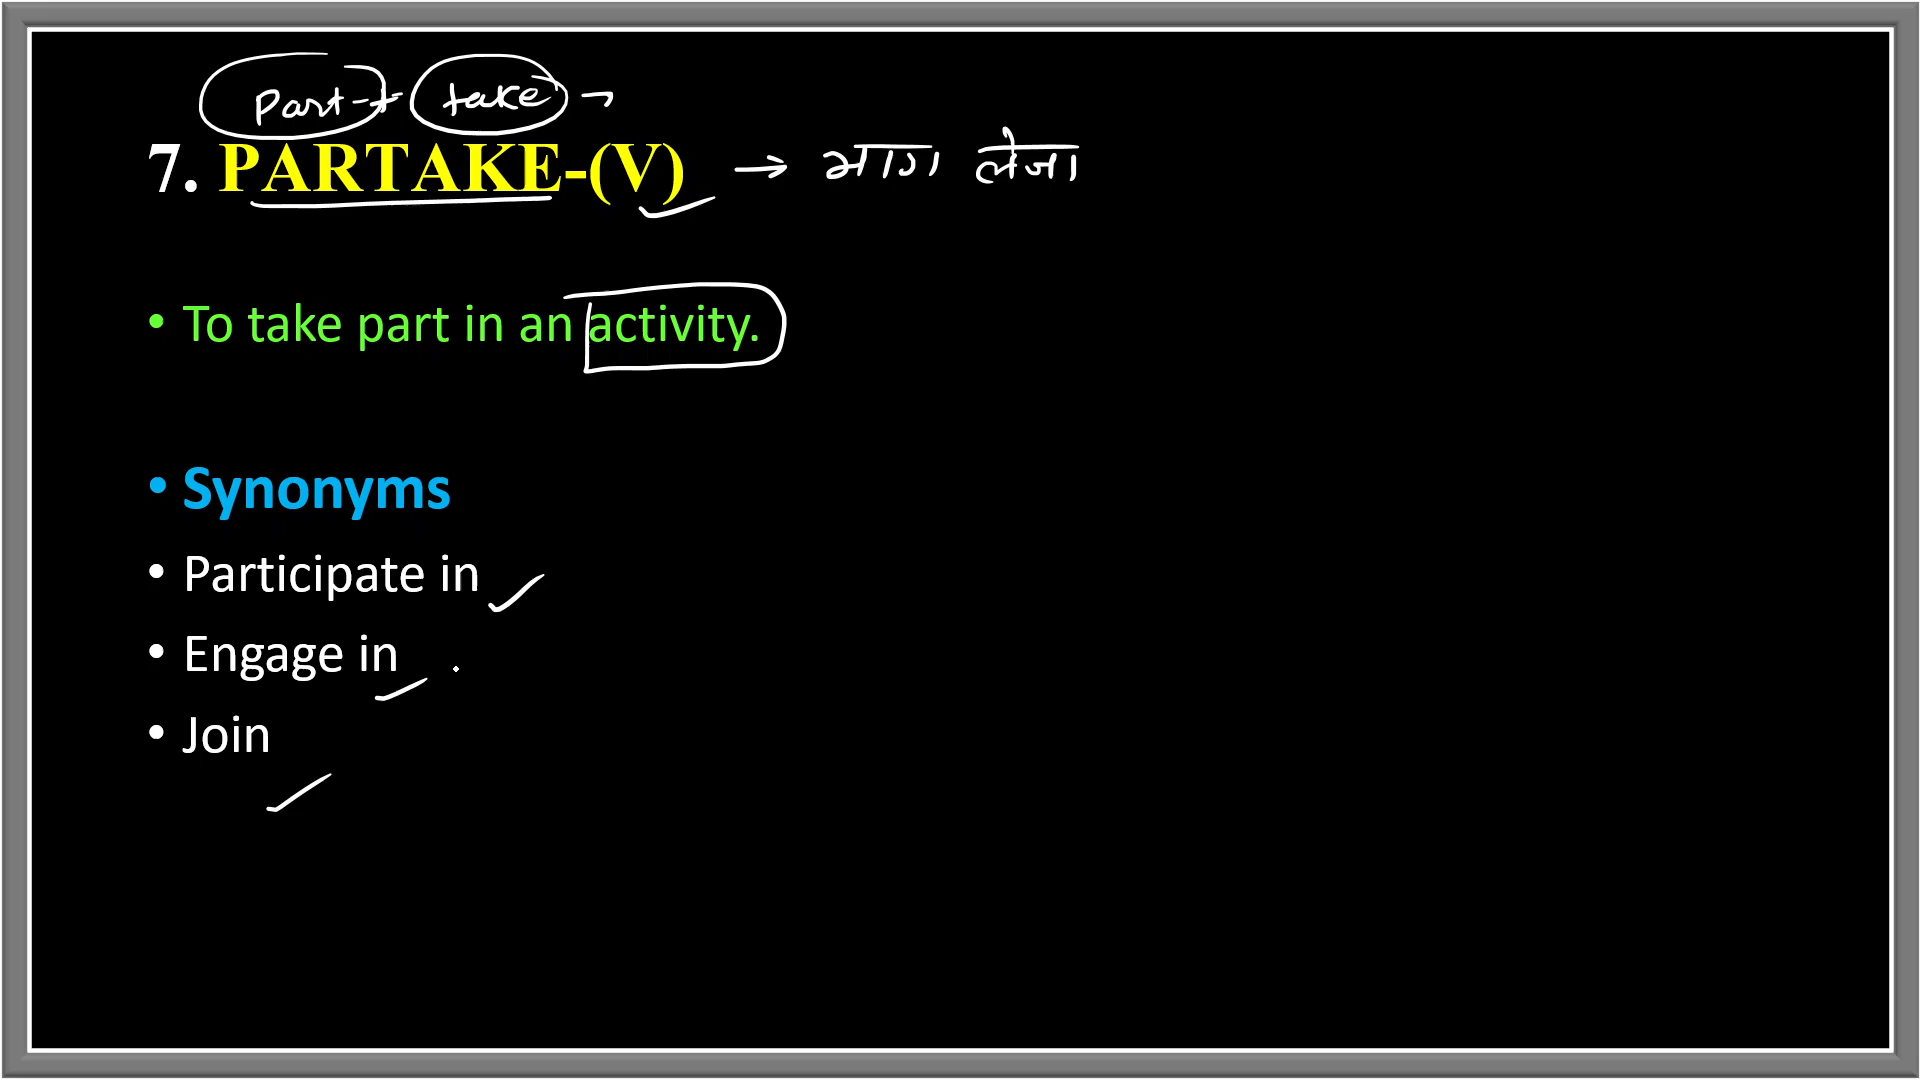 Part + take →
7. PARTAKE-(V) → भाग लेना
• To take part in an activity.
• Synonyms
• Participate in
• Engage in
• Join